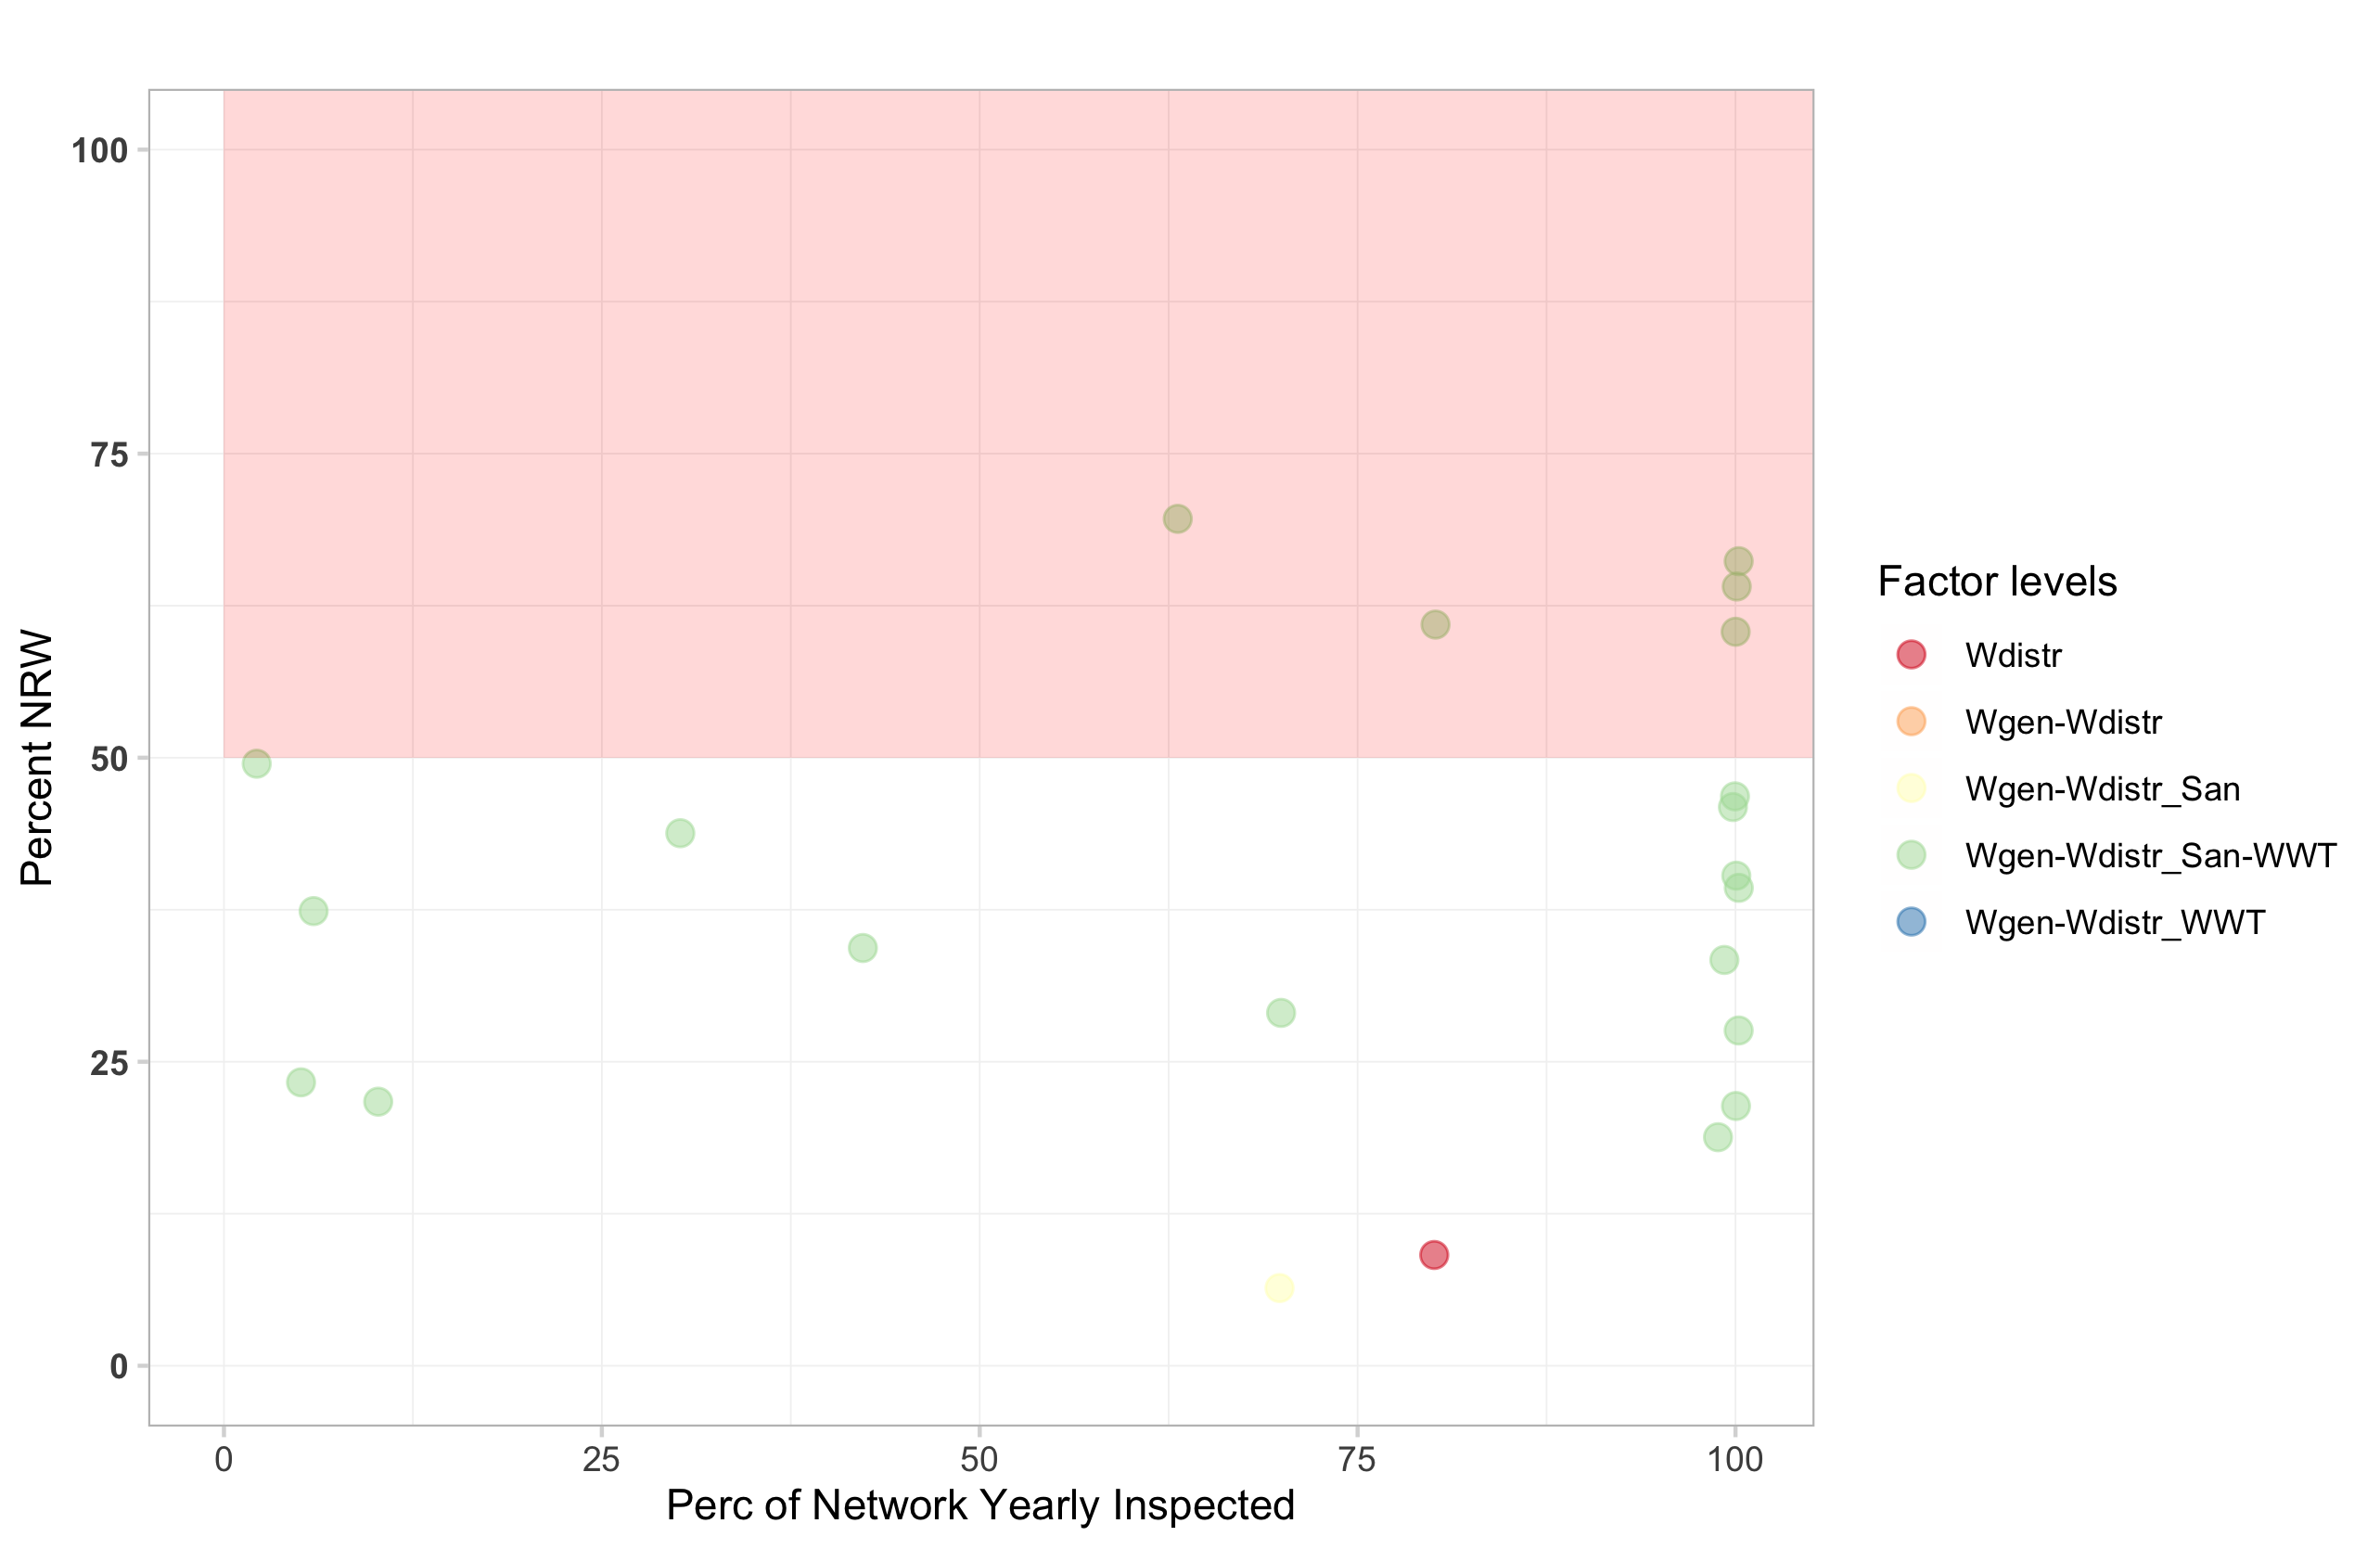 100
75
50
25
0
Percent NRW
0 25 50 75 100
Perc of Network Yearly Inspected
Factor levels
Wdistr
Wgen-Wdistr
Wgen-Wdistr_San
Wgen-Wdistr_San-WWT
Wgen-Wdistr_WWT